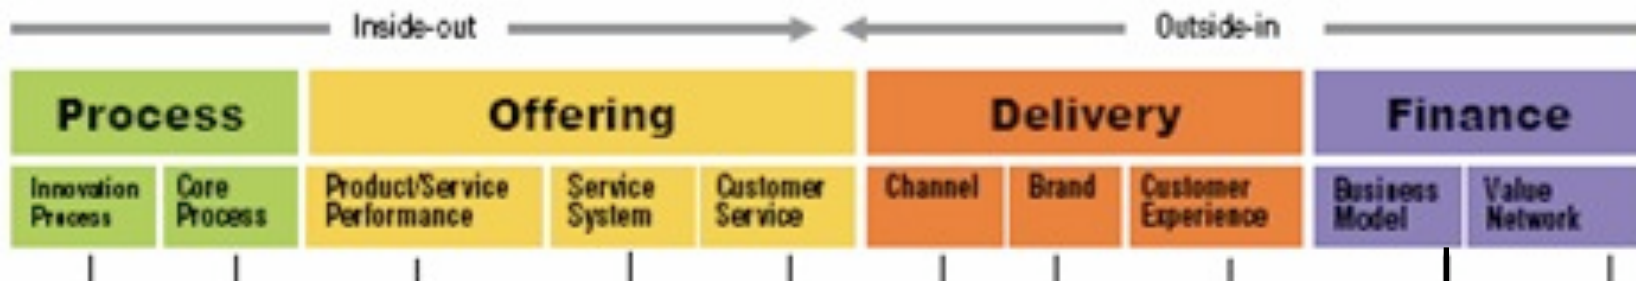 Inside-out Outside-in
Process Offering Delivery Finance
Innovation Process
Core Process
Product/Service Performance
Service System
Customer Service
Channel
Brand
Customer Experience
Business Model
Value Network